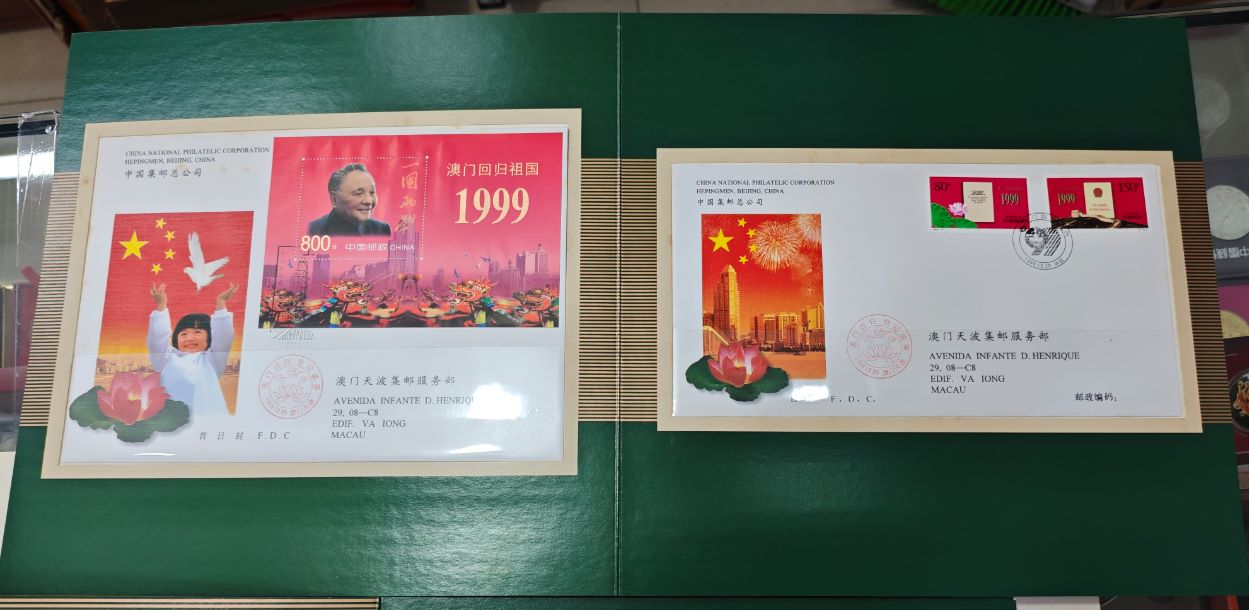 CHINA NATIONAL PHILATELIC CORPORATION
HEPINGMEN, BEIJING, CHINA
中国集邮总公司
一国两制
澳门回归祖国
1999
800分
中国邮政 CHINA
澳门天波集邮服务部
AVENIDA INFANTE D. HENRIQU
29, 08—C8
EDIF. VA IONG
MACAU
首日封 FDC
CHINA NATIONAL PHILATELIC CORPORATION
HEPINGMEN, BEIJING, CHINA
中国集邮总公司
80分
1999
1999
150分
澳门天波集邮服务部
AVENIDA INFANTE D. HENRIQUE
29, 08—C8
EDIF. VA IONG
MACAU
邮政编码:
F. D. C.